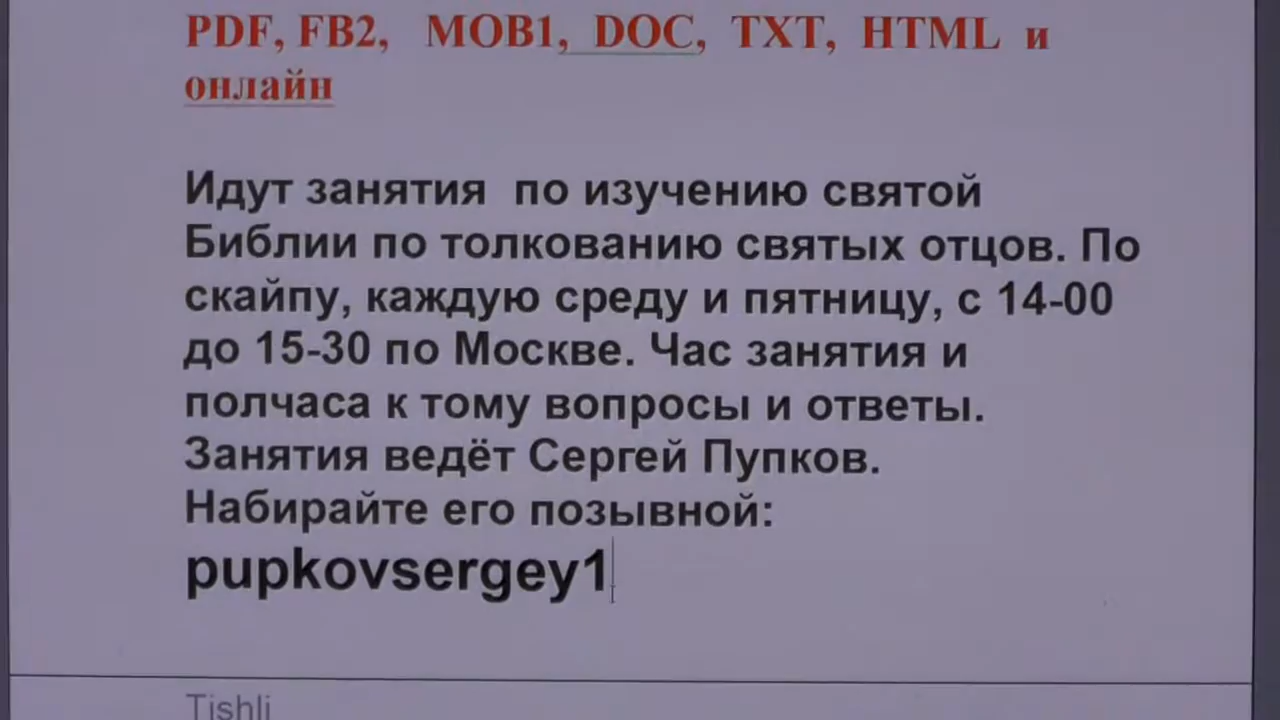 PDF, FB2, MOB1, DOC, TXT, HTML и
онлайн
Идут занятия по изучению святой
Библии по толкованию святых отцов. По
скайпу, каждую среду и пятницу, с 14-00
до 15-30 по Москве. Час занятия и
полчаса к тому вопросы и ответы.
Занятия ведёт Сергей Пупков.
Набирайте его позывной:
pupkovsergey1
Tishli